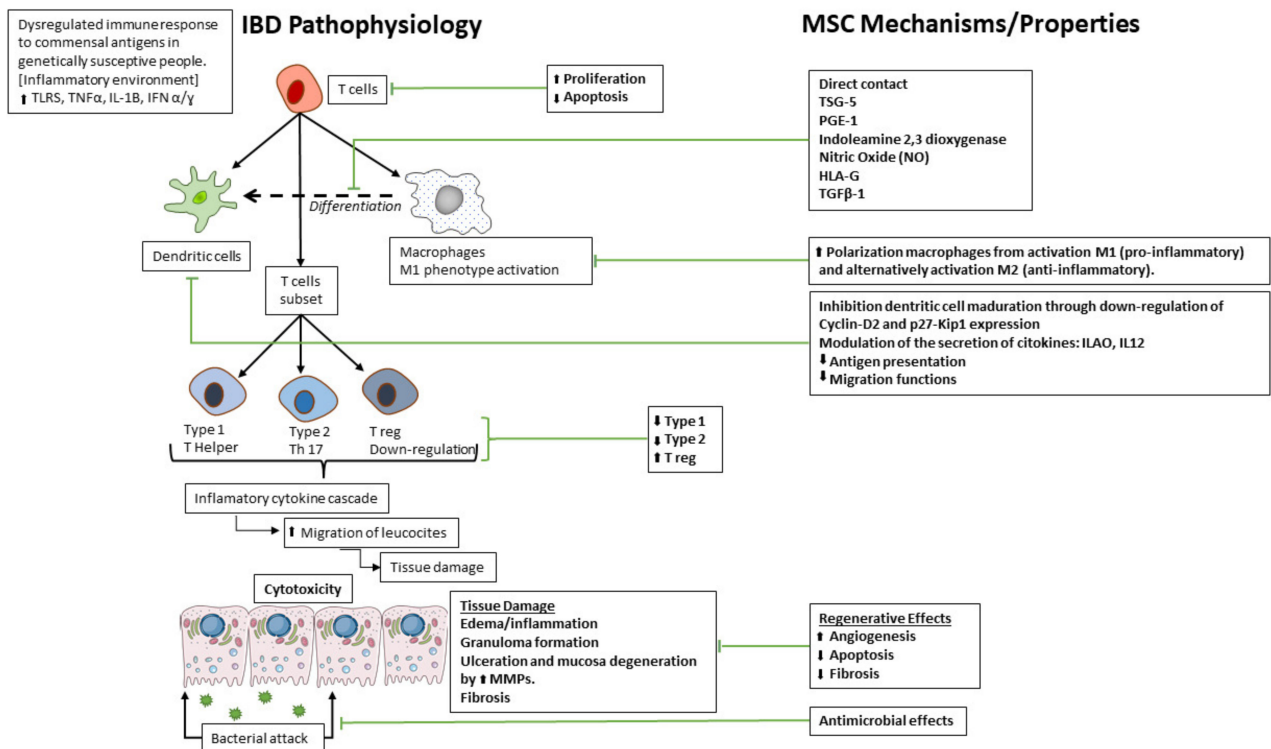 Dysregulated immune response
to commensal antigens in
genetically susceptive people.
[Inflammatory environment]
⬆ TLRS, TNFα, IL-1B, IFN α/ɣ
IBD Pathophysiology
MSC Mechanisms/Properties
T cells
⬆ Proliferation
⬇ Apoptosis
Direct contact
TSG-5
PGE-1
Indoleamine 2,3 dioxygenase
Nitric Oxide (NO)
HLA-G
TGFβ-1
Differentiation
Dendritic cells
Macrophages
M1 phenotype activation
⬆ Polarization macrophages from activation M1 (pro-inflammatory)
and alternatively activation M2 (anti-inflammatory).
T cells
subset
Inhibition dentritic cell maduration through down-regulation of
Cyclin-D2 and p27-Kip1 expression
Modulation of the secretion of citokines: ILAO, IL12
⬇ Antigen presentation
⬇ Migration functions
Type 1
T Helper
Type 2
Th 17
T reg
Down-regulation
⬇ Type 1
⬇ Type 2
⬆ T reg
Inflamatory cytokine cascade
⬆ Migration of leucocites
Tissue damage
Cytotoxicity
Tissue Damage
Edema/inflammation
Granuloma formation
Ulceration and mucosa degeneration
by ⬆ MMPs.
Fibrosis
Regenerative Effects
⬆ Angiogenesis
⬇ Apoptosis
⬇ Fibrosis
Antimicrobial effects
Bacterial attack